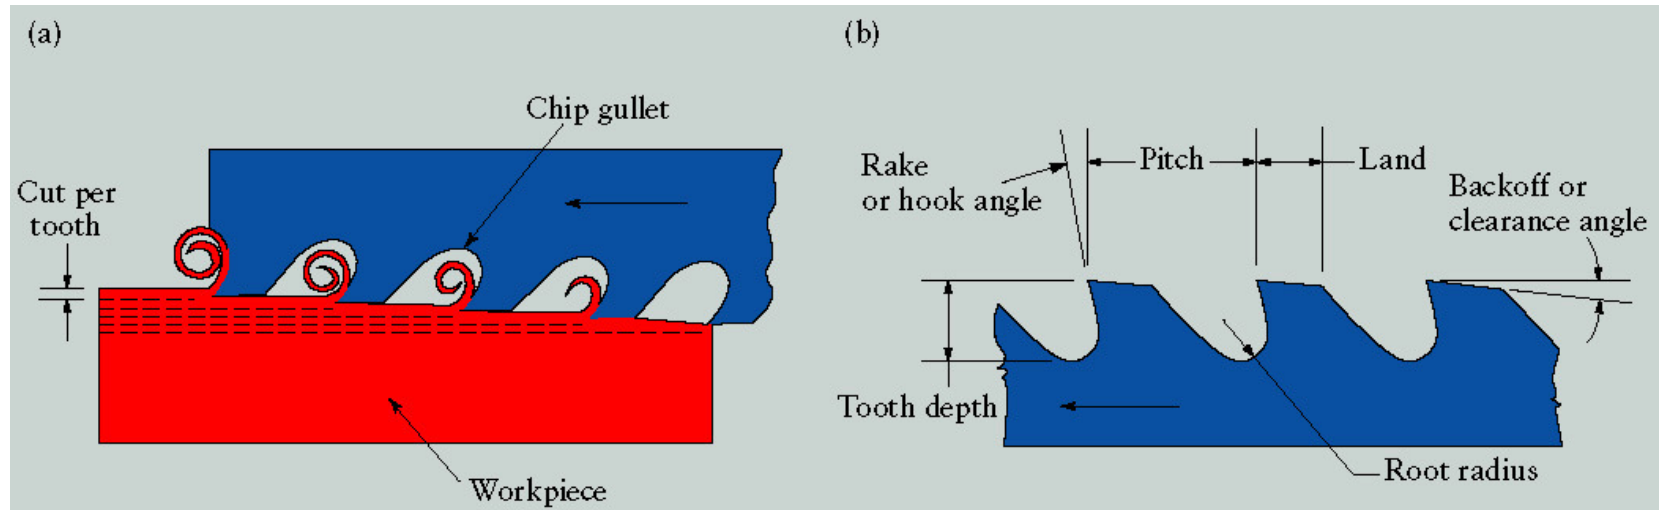 (a)
Chip gullet
Cut per
tooth
Workpiece
(b)
Rake
or hook angle
Pitch
Land
Backoff or
clearance angle
Tooth depth
Root radius